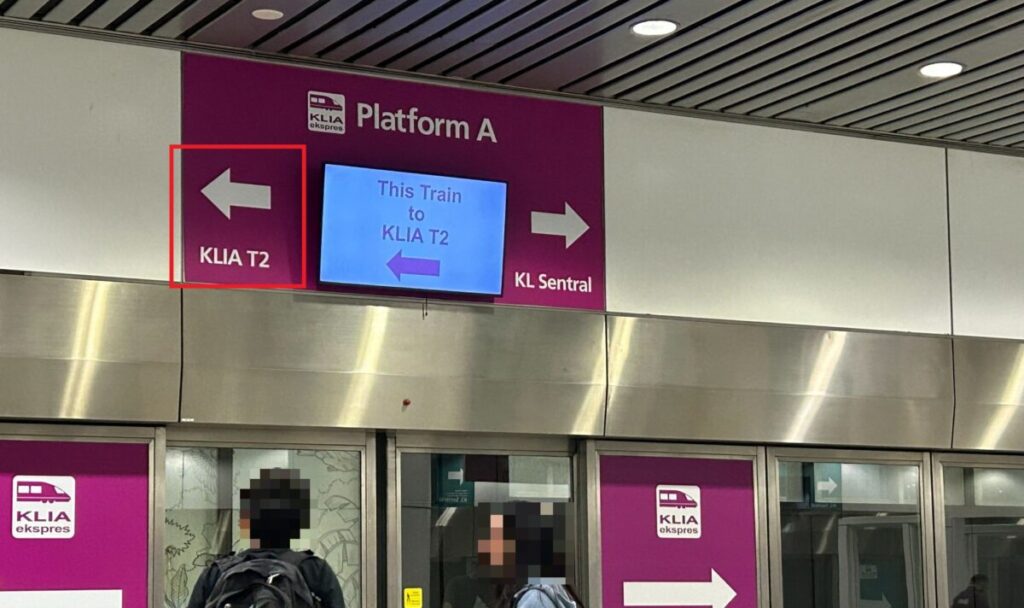 KLIA
ekspres
Platform A
KLIA T2
This Train
to
KLIA T2
KL Sentral
KLIA
ekspres
KLIA
ekspres